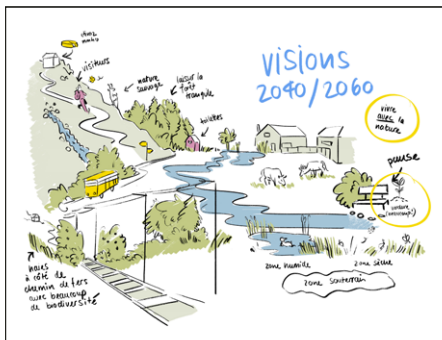 visiteurs
nature
sauvage
laisser la
forêt
tranquille
toilettes
visions
2040/2060
vivre
avec la
nature
pause
haies
à côté de
chemin de fers
avec beaucoup
de biodiversité
zone humide
zone sèche
zone souterrain